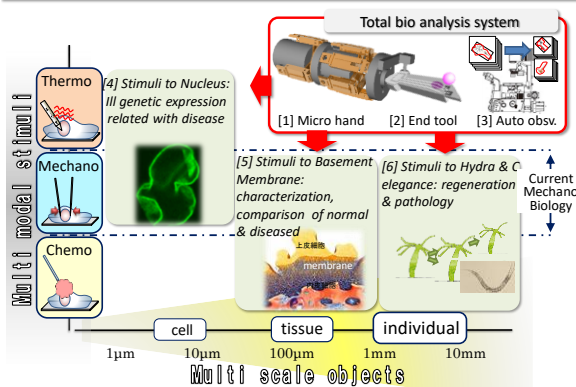 Total bio analysis system
[1] Micro hand
[2] End tool
[3] Auto obsv.
Multi modal stimuli
Thermo
Mechano
Chemo
[4] Stimuli to Nucleus:
Ill genetic expression
related with disease
[5] Stimuli to Basement
Membrane:
characterization,
comparison of normal
& diseased
上皮細胞
membrane
[6] Stimuli to Hydra & C
elegance: regeneration
& pathology
Current
Mechano
Biology
cell
tissue
individual
1μm
10μm
100μm
1mm
10mm
Multi scale objects